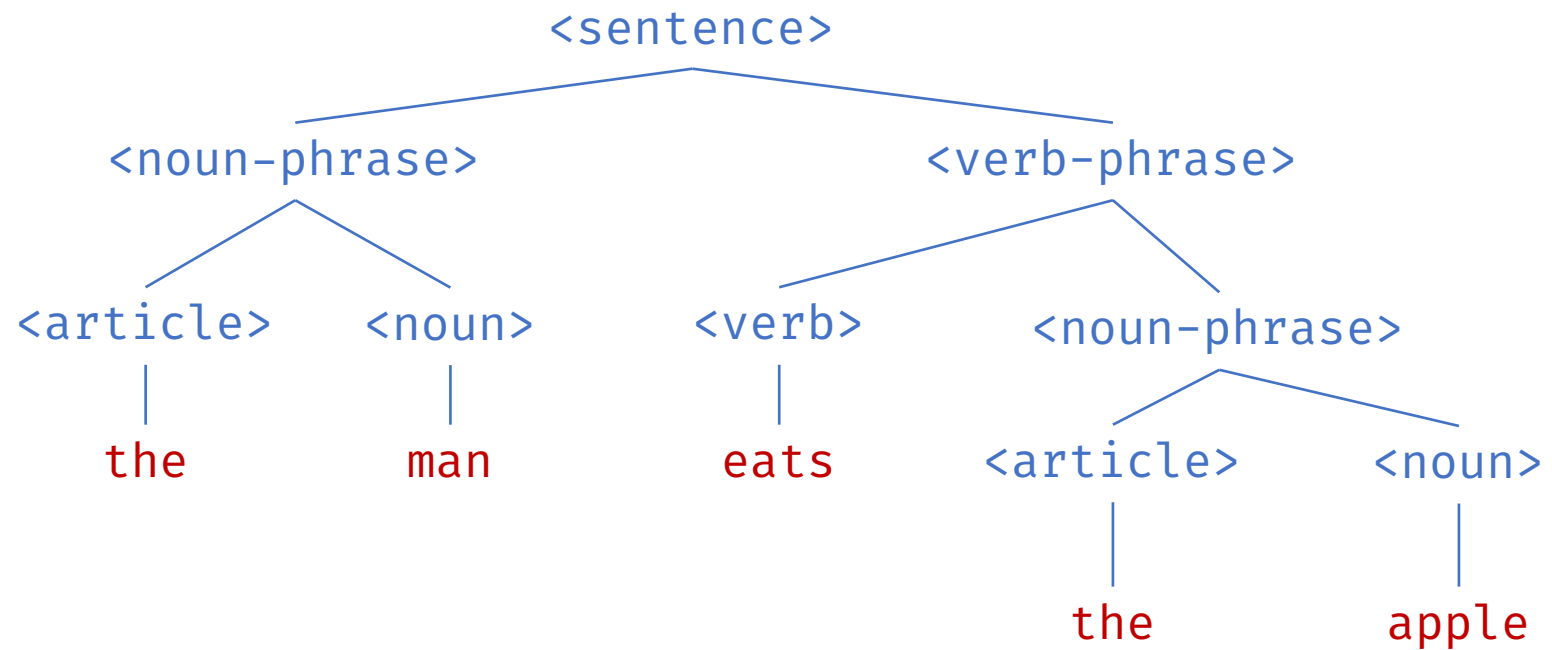 <sentence>
<noun-phrase> <verb-phrase>
<article> <noun> <verb> <noun-phrase>
the man eats <article> <noun>
the apple